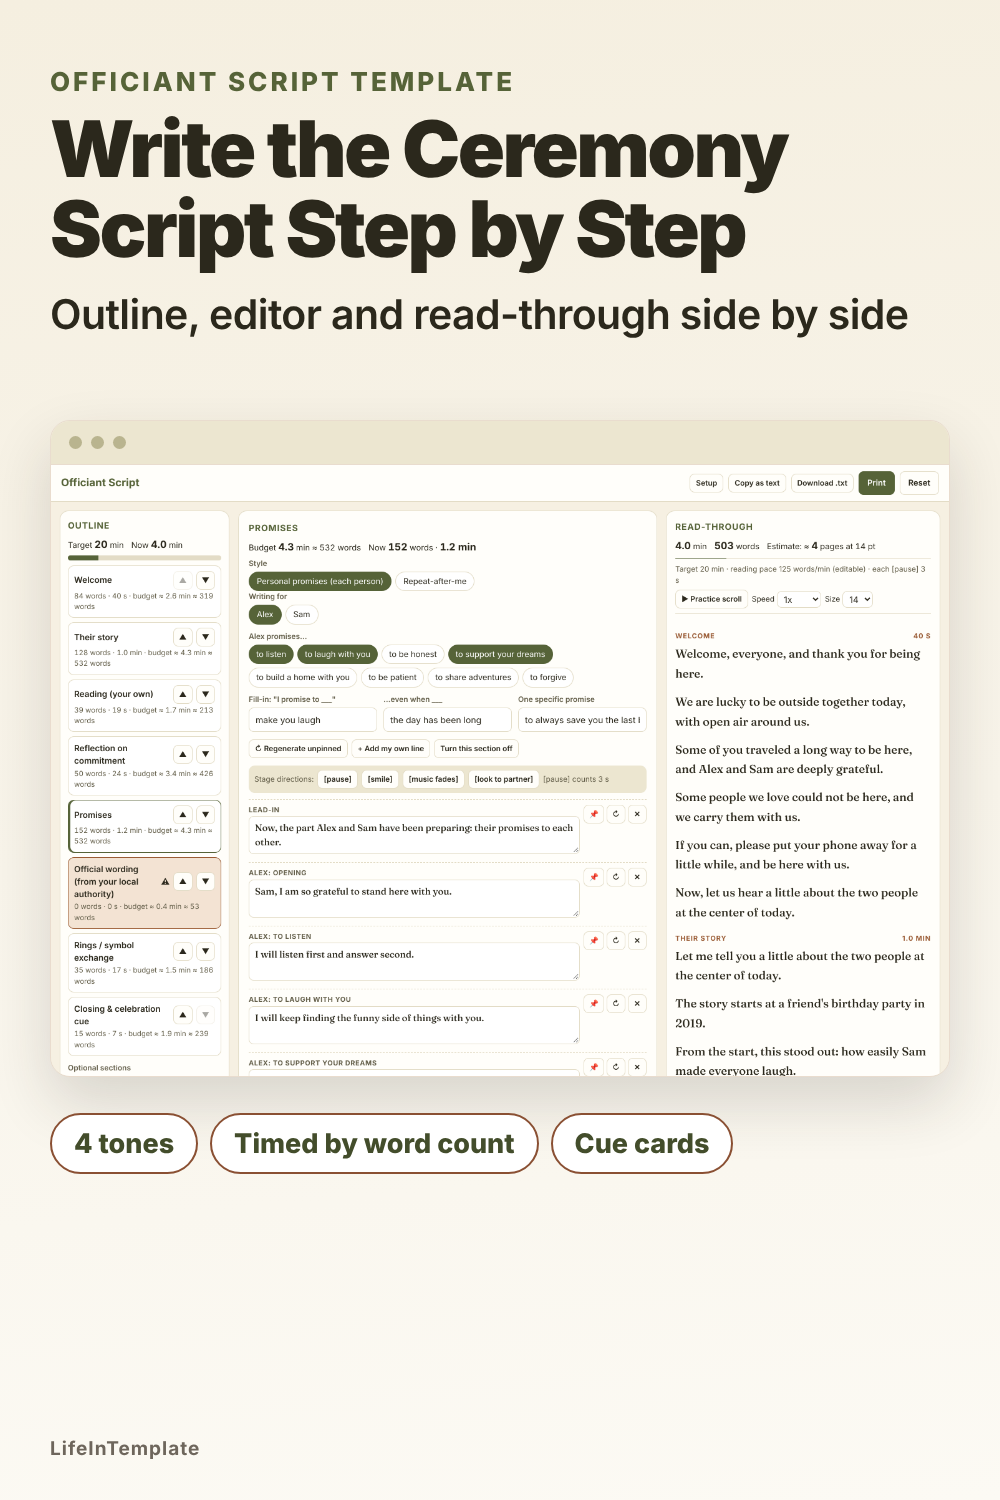 OFFICIANT SCRIPT TEMPLATE
Write the Ceremony
Script Step by Step
Outline, editor and read-through side by side
Officiant Script
Setup
Copy as text
Download .txt
Print
Reset
OUTLINE
Target 20 min Now 4.0 min
Welcome
▲ ▼
84 words · 40 s · budget ≈ 2.6 min ≈ 319
words
Their story
▲ ▼
128 words · 1.0 min · budget ≈ 4.3 min ≈
532 words
Reading (your own)
▲ ▼
39 words · 19 s · budget ≈ 1.7 min ≈ 213
words
Reflection on
commitment
▲ ▼
50 words · 24 s · budget ≈ 3.4 min ≈ 426
words
Promises
▲ ▼
152 words · 1.2 min · budget ≈ 4.3 min ≈
532 words
Official wording
(from your local
authority)
⚠ ▲ ▼
0 words · 0 s · budget ≈ 0.4 min ≈ 53
words
Rings / symbol
exchange
▲ ▼
35 words · 17 s · budget ≈ 1.5 min ≈ 186
words
Closing & celebration
cue
▲ ▼
15 words · 7 s · budget ≈ 1.9 min ≈ 239
words
Optional sections
PROMISES
Budget 4.3 min ≈ 532 words Now 152 words · 1.2 min
Style
Personal promises (each person)
Repeat-after-me
Writing for
Alex
Sam
Alex promises...
to listen
to laugh with you
to be honest
to support your dreams
to build a home with you
to be patient
to share adventures
to forgive
Fill-in: "I promise to ___"
...even when ___
One specific promise
make you laugh
the day has been long
to always save you the last
↻ Regenerate unpinned
+ Add my own line
Turn this section off
Stage directions: [pause] [smile] [music fades] [look to partner] [pause] counts 3 s
LEAD-IN
📌 ↻ ×
Now, the part Alex and Sam have been preparing: their promises to each
other.
ALEX: OPENING
📌 ↻ ×
Sam, I am so grateful to stand here with you.
ALEX: TO LISTEN
📌 ↻ ×
I will listen first and answer second.
ALEX: TO LAUGH WITH YOU
📌 ↻ ×
I will keep finding the funny side of things with you.
ALEX: TO SUPPORT YOUR DREAMS
📌 ↻ ×
READ-THROUGH
4.0 min 503 words Estimate: ≈ 4 pages at 14 pt
Target 20 min · reading pace 125 words/min (editable) · each [pause] 3
s
▶ Practice scroll Speed 1x Size 14
WELCOME 40 S
Welcome, everyone, and thank you for being
here.
We are lucky to be outside together today,
with open air around us.
Some of you traveled a long way to be here,
and Alex and Sam are deeply grateful.
Some people we love could not be here, and
we carry them with us.
If you can, please put your phone away for a
little while, and be here with us.
Now, let us hear a little about the two people
at the center of today.
THEIR STORY 1.0 MIN
Let me tell you a little about the two people at
the center of today.
The story starts at a friend's birthday party in
2019.
From the start, this stood out: how easily Sam
made everyone laugh.
4 tones
Timed by word count
Cue cards
LifeInTemplate